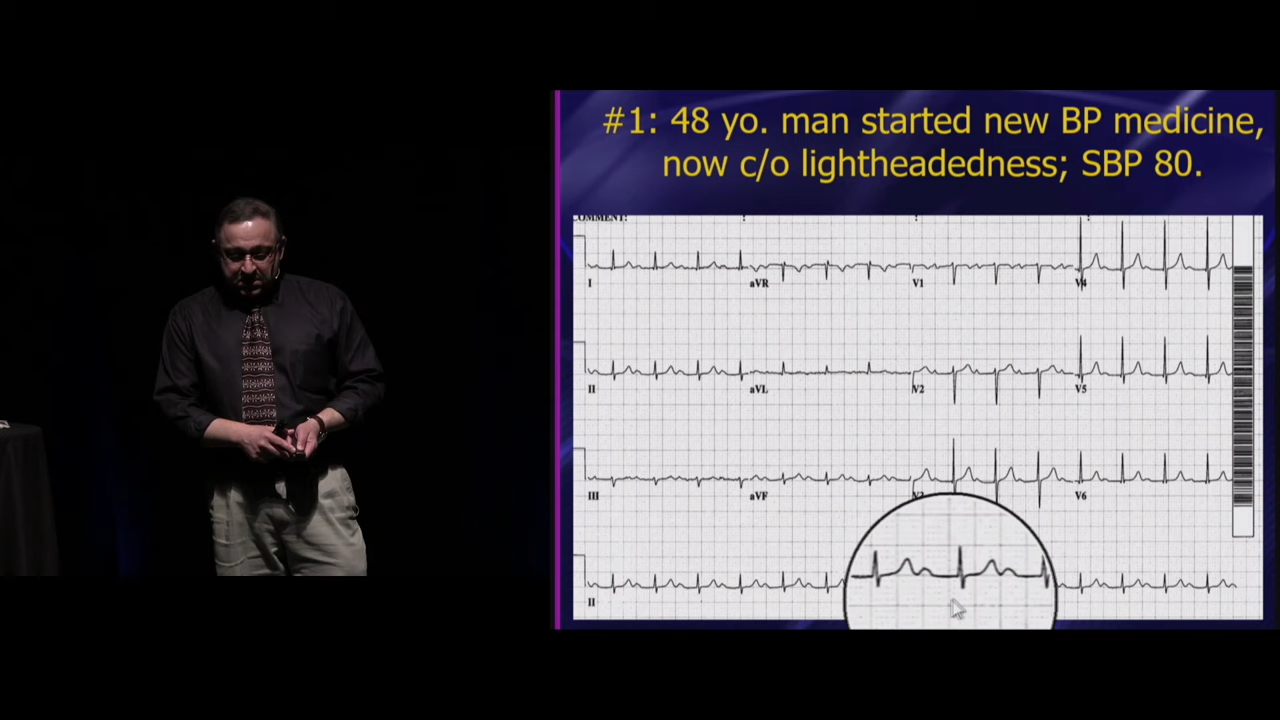 #1: 48 yo. man started new BP medicine,
now c/o lightheadedness; SBP 80.
COMMENT:
I aVR V1 V4
II aVL V2 V5
III aVF V3 V6
II